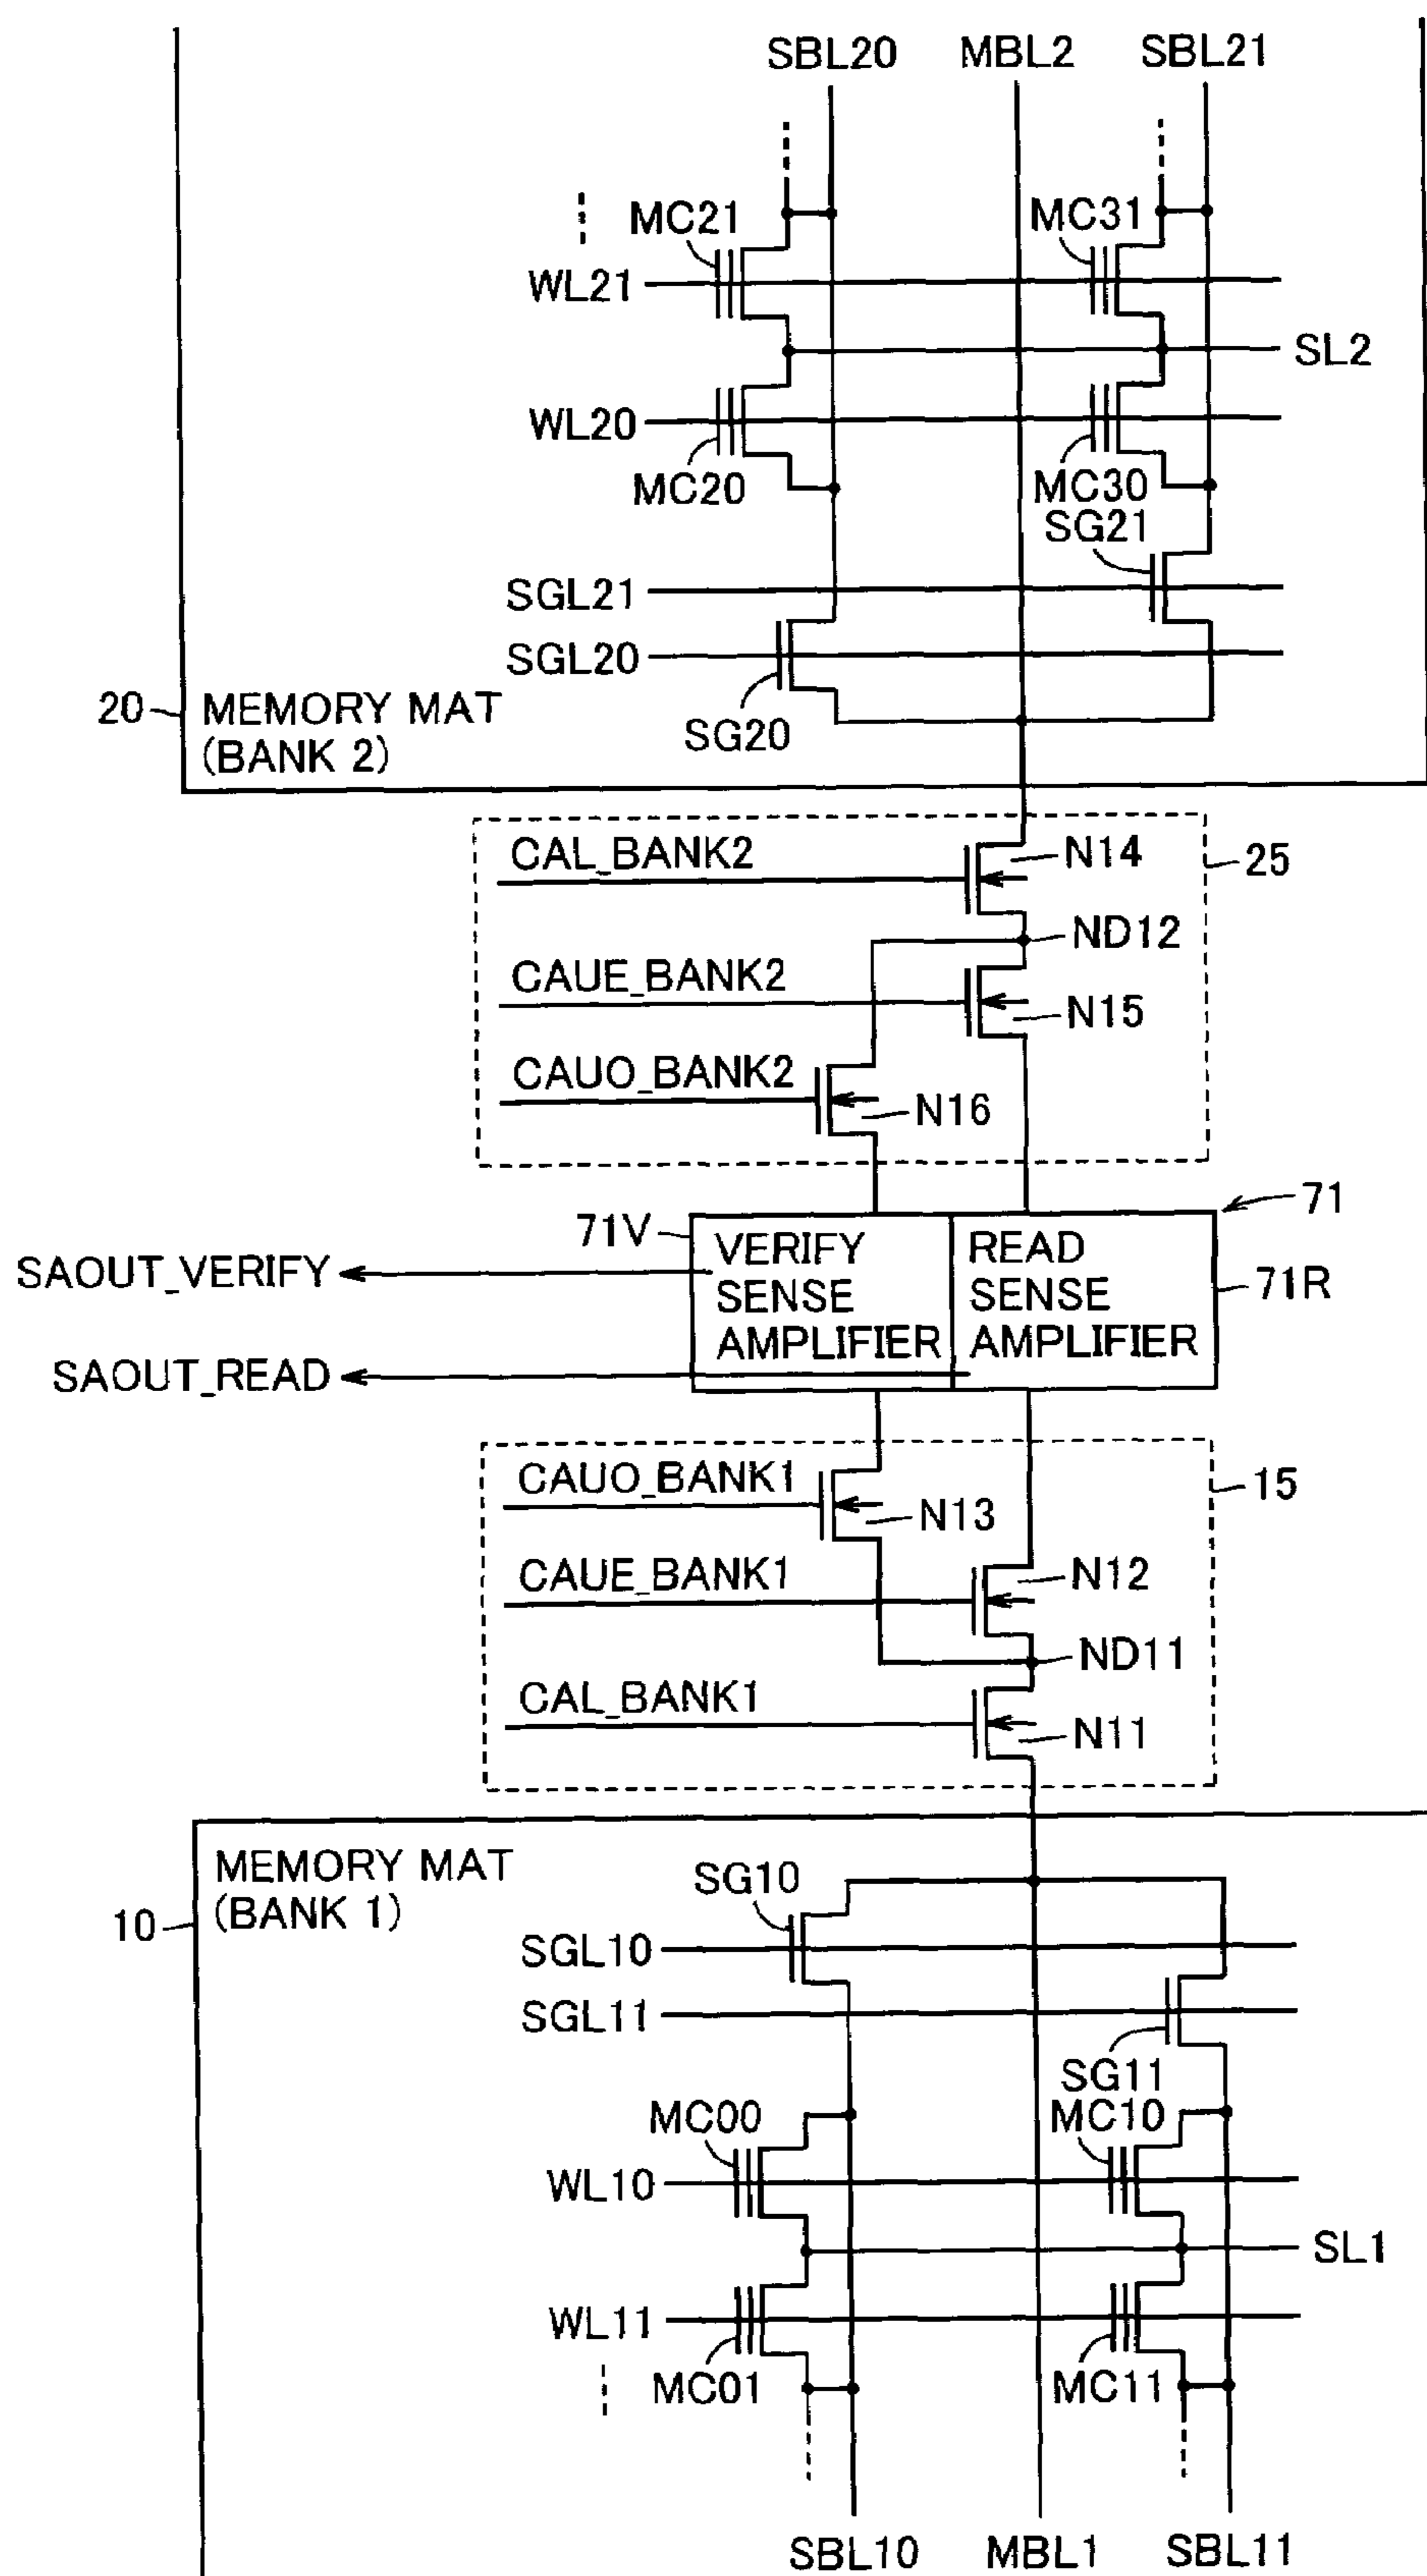 SBL20 MBL2 SBL21
MC21 MC31
WL21
SL2
WL20
MC20 MC30
SG21
SGL21
SGL20
SG20
20 MEMORY MAT
(BANK 2)
CAL_BANK2 N14 25
ND12
CAUE_BANK2 N15
CAUO_BANK2 N16
71
71V VERIFY SENSE AMPLIFIER
READ SENSE AMPLIFIER 71R
SAOUT_VERIFY
SAOUT_READ
CAUO_BANK1 N13 15
CAUE_BANK1 N12
ND11
CAL_BANK1 N11
10 MEMORY MAT
(BANK 1)
SG10
SGL10
SGL11
SG11
MC00 MC10
WL10
SL1
WL11
MC01 MC11
SBL10 MBL1 SBL11